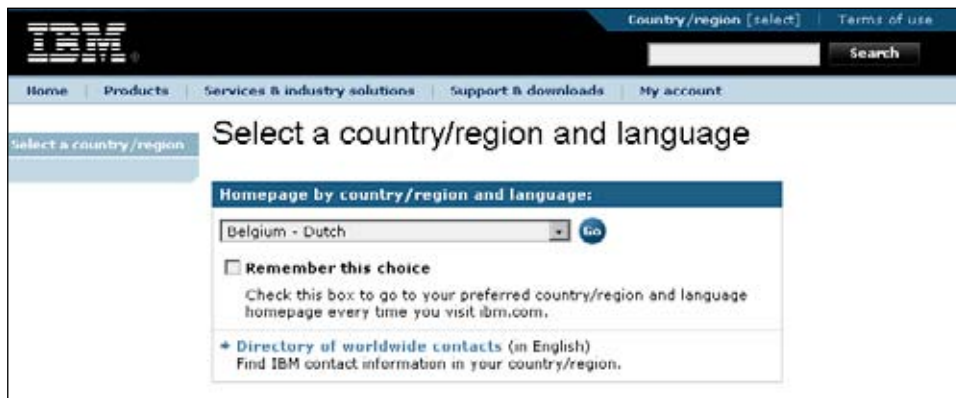 Country/region [select] | Terms of use
IBM®
Search
Home | Products | Services & industry solutions | Support & downloads | My account
Select a country/region
Select a country/region and language
Homepage by country/region and language:
Belgium - Dutch
Go
Remember this choice
Check this box to go to your preferred country/region and language
homepage every time you visit ibm.com.
Directory of worldwide contacts (in English)
Find IBM contact information in your country/region.